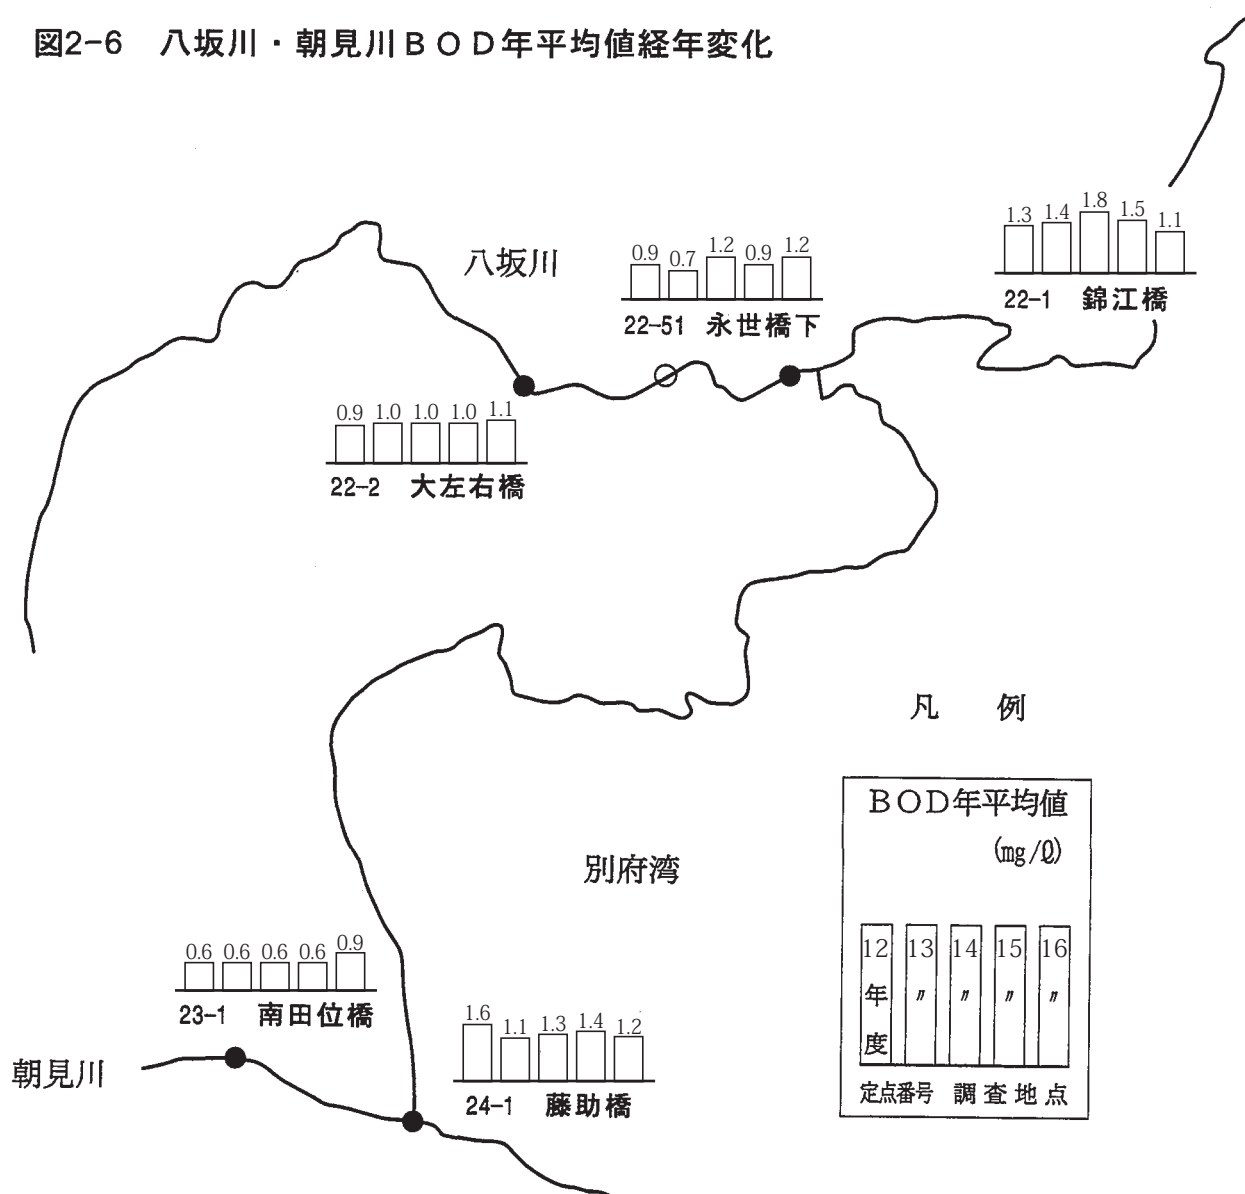 図2-6 八坂川・朝見川BOD年平均値経年変化
1.3 1.4 1.8 1.5 1.1
22-1 錦江橋
八坂川
0.9 0.7 1.2 0.9 1.2
22-51 永世橋下
0.9 1.0 1.0 1.0 1.1
22-2 大左右橋
凡 例
BOD年平均値
(mg/ℓ)
12 13 14 15 16
年 〃 〃 〃 〃
度
定点番号 調査地点
別府湾
0.6 0.6 0.6 0.6 0.9
23-1 南田位橋
1.6 1.1 1.3 1.4 1.2
24-1 藤助橋
朝見川